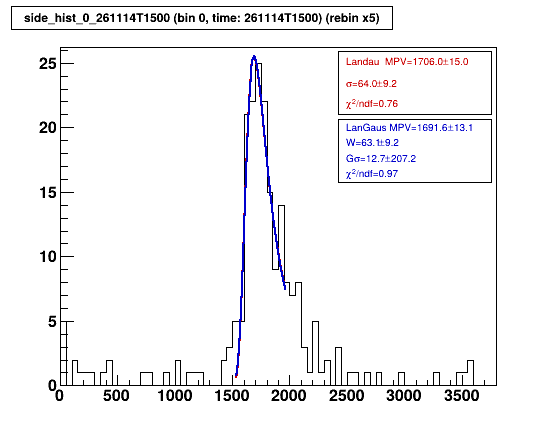 side_hist_0_261114T1500 (bin 0, time: 261114T1500) (rebin x5)
Landau  MPV=1706.0±15.0
σ=64.0±9.2
χ²/ndf=0.76
LanGaus MPV=1691.6±13.1
W=63.1±9.2
Gσ=12.7±207.2
χ²/ndf=0.97
25
20
15
10
5
0
0 500 1000 1500 2000 2500 3000 3500